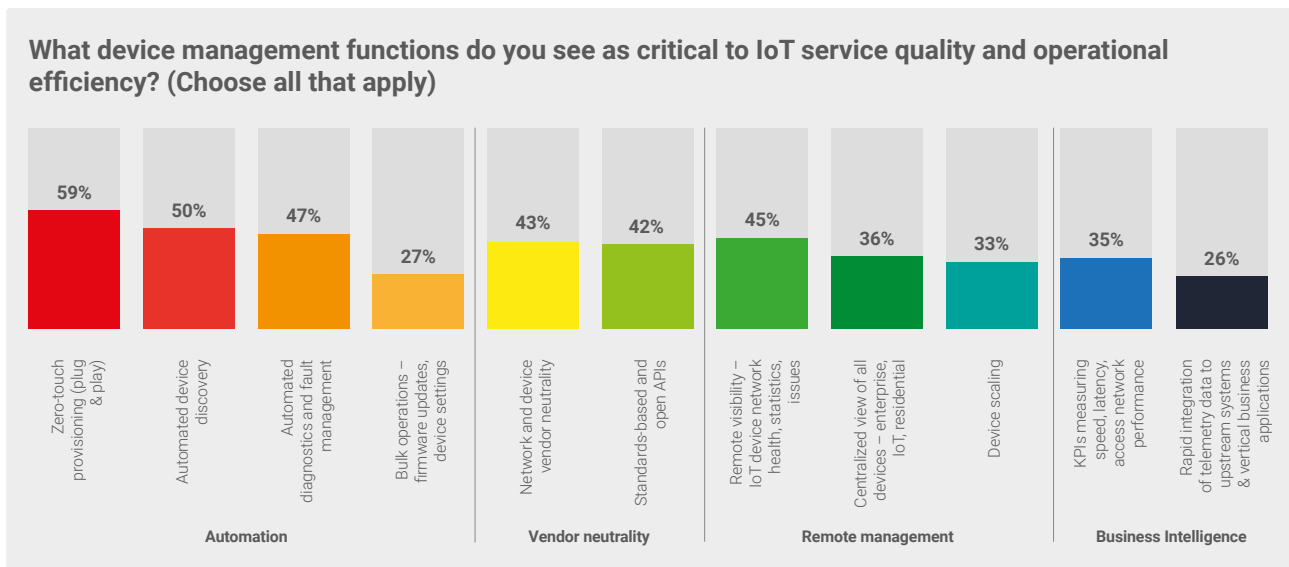 What device management functions do you see as critical to IoT service quality and operational
efficiency? (Choose all that apply)
59%
50%
47%
27%
43%
42%
45%
36%
33%
35%
26%
Zero-touch
provisioning (plug
& play)
Automated device
discovery
Automated
diagnostics and fault
management
Bulk operations –
firmware updates,
device settings
Network and device
vendor neutrality
Standards-based and
open APIs
Remote visibility –
IoT device network
health, statistics,
issues
Centralized view of all
devices – enterprise,
IoT, residential
Device scaling
KPIs measuring
speed, latency,
access network
performance
Rapid integration
of telemetry data to
upstream systems
& vertical business
applications
Automation
Vendor neutrality
Remote management
Business Intelligence